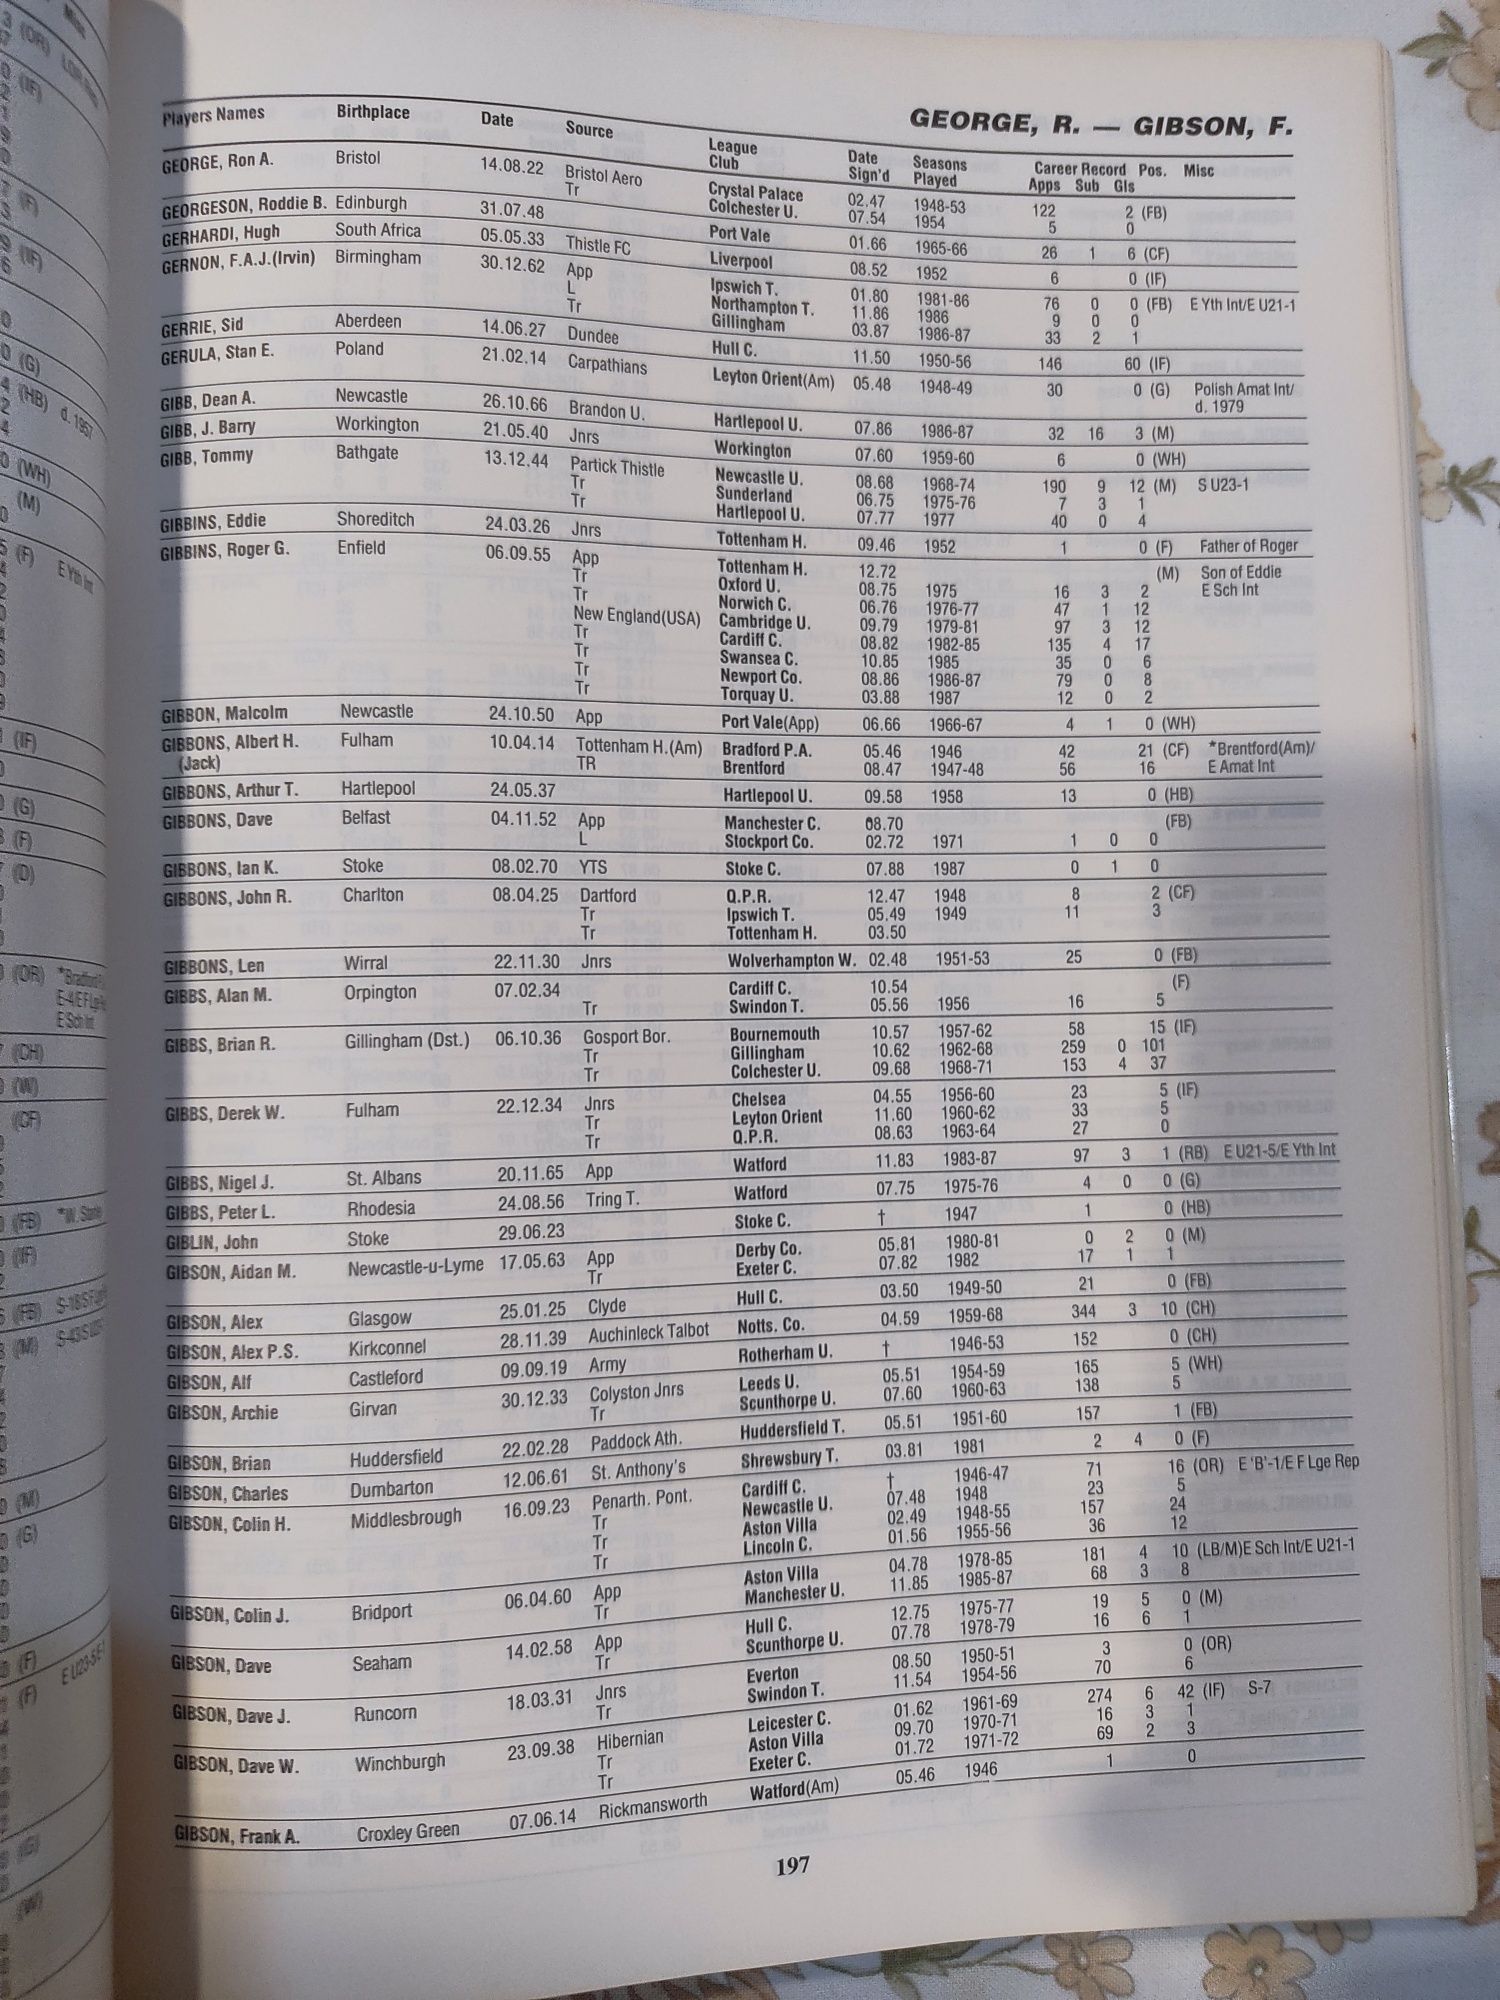 GEORGE, R. — GIBSON, F.
Players Names Birthplace Date Source League Club Date Sign'd Seasons Played Career Record Apps Sub Gls Pos. Misc
GEORGE, Ron A. Bristol 14.08.22 Bristol Aero Crystal Palace 02.47 1948-53 122 2 (FB)
Tr Colchester U. 07.54 1954 5 0
GEORGESON, Roddie B. Edinburgh 31.07.48 Port Vale 01.66 1965-66 26 1 6 (CF)
GERHARDI, Hugh South Africa 05.05.33 Thistle FC Liverpool 08.52 1952 6 0 (IF)
GERNON, F.A.J.(Irvin) Birmingham 30.12.62 App Ipswich T. 01.80 1981-86 76 0 0 (FB) E Yth Int/E U21-1
L Northampton T. 11.86 1986 9 0 0
Tr Gillingham 03.87 1986-87 33 2 1
GERRIE, Sid Aberdeen 14.06.27 Dundee Hull C. 11.50 1950-56 146 60 (IF)
GERULA, Stan E. Poland 21.02.14 Carpathians Leyton Orient(Am) 05.48 1948-49 30 0 (G) Polish Amat Int/
d. 1979
GIBB, Dean A. Newcastle 26.10.66 Brandon U. Hartlepool U. 07.86 1986-87 32 16 3 (M)
GIBB, J. Barry Workington 21.05.40 Jnrs Workington 07.60 1959-60 6 0 (WH)
GIBB, Tommy Bathgate 13.12.44 Partick Thistle Newcastle U. 08.68 1968-74 190 9 12 (M) S U23-1
Tr Sunderland 06.75 1975-76 7 3 1
Tr Hartlepool U. 07.77 1977 40 0 4
GIBBINS, Eddie Shoreditch 24.03.26 Jnrs Tottenham H. 09.46 1952 1 0 (F) Father of Roger
GIBBINS, Roger G. Enfield 06.09.55 App Tottenham H. 12.72 (M) Son of Eddie
Tr Oxford U. 08.75 1975 16 3 2 E Sch Int
Tr Norwich C. 06.76 1976-77 47 1 12
New England(USA) Cambridge U. 09.79 1979-81 97 3 12
Tr Cardiff C. 08.82 1982-85 135 4 17
Tr Swansea C. 10.85 1985 35 0 6
Tr Newport Co. 08.86 1986-87 79 0 8
Tr Torquay U. 03.88 1987 12 0 2
GIBBON, Malcolm Newcastle 24.10.50 App Port Vale(App) 06.66 1966-67 4 1 0 (WH)
GIBBONS, Albert H. Fulham 10.04.14 Tottenham H.(Am) Bradford P.A. 05.46 1946 42 21 (CF) *Brentford(Am)/
(Jack) TR Brentford 08.47 1947-48 56 16 E Amat Int
GIBBONS, Arthur T. Hartlepool 24.05.37 Hartlepool U. 09.58 1958 13 0 (HB)
GIBBONS, Dave Belfast 04.11.52 App Manchester C. 08.70 (FB)
L Stockport Co. 02.72 1971 1 0 0
GIBBONS, Ian K. Stoke 08.02.70 YTS Stoke C. 07.88 1987 0 1 0
GIBBONS, John R. Charlton 08.04.25 Dartford Q.P.R. 12.47 1948 8 2 (CF)
Tr Ipswich T. 05.49 1949 11 3
Tr Tottenham H. 03.50
GIBBONS, Len Wirral 22.11.30 Jnrs Wolverhampton W. 02.48 1951-53 25 0 (FB)
GIBBS, Alan M. Orpington 07.02.34 Cardiff C. 10.54 (F)
Tr Swindon T. 05.56 1956 16 5
GIBBS, Brian R. Gillingham (Dst.) 06.10.36 Gosport Bor. Bournemouth 10.57 1957-62 58 15 (IF)
Tr Gillingham 10.62 1962-68 259 0 101
Tr Colchester U. 09.68 1968-71 153 4 37
GIBBS, Derek W. Fulham 22.12.34 Jnrs Chelsea 04.55 1956-60 23 5 (IF)
Tr Leyton Orient 11.60 1960-62 33 5
Tr Q.P.R. 08.63 1963-64 27 0
GIBBS, Nigel J. St. Albans 20.11.65 App Watford 11.83 1983-87 97 3 1 (RB) E U21-5/E Yth Int
GIBBS, Peter L. Rhodesia 24.08.56 Tring T. Watford 07.75 1975-76 4 0 0 (G)
GIBLIN, John Stoke 29.06.23 Stoke C. † 1947 1 0 (HB)
GIBSON, Aidan M. Newcastle-u-Lyme 17.05.63 App Derby Co. 05.81 1980-81 0 2 0 (M)
Tr Exeter C. 07.82 1982 17 1 1
GIBSON, Alex Glasgow 25.01.25 Clyde Hull C. 03.50 1949-50 21 0 (FB)
GIBSON, Alex P.S. Kirkconnel 28.11.39 Auchinleck Talbot Notts. Co. 04.59 1959-68 344 3 10 (CH)
GIBSON, Alf Castleford 09.09.19 Army Rotherham U. † 1946-53 152 0 (CH)
GIBSON, Archie Girvan 30.12.33 Colyston Jnrs Leeds U. 05.51 1954-59 165 5 (WH)
Tr Scunthorpe U. 07.60 1960-63 138 5
GIBSON, Brian Huddersfield 22.02.28 Paddock Ath. Huddersfield T. 05.51 1951-60 157 1 (FB)
GIBSON, Charles Dumbarton 12.06.61 St. Anthony's Shrewsbury T. 03.81 1981 2 4 0 (F)
GIBSON, Colin H. Middlesbrough 16.09.23 Penarth. Pont. Cardiff C. † 1946-47 71 16 (OR) E 'B'-1/E F Lge Rep
Tr Newcastle U. 07.48 1948 23 5
Tr Aston Villa 02.49 1948-55 157 24
Tr Lincoln C. 01.56 1955-56 36 12
GIBSON, Colin J. Bridport 06.04.60 App Aston Villa 04.78 1978-85 181 4 10 (LB/M)E Sch Int/E U21-1
Tr Manchester U. 11.85 1985-87 68 3 8
GIBSON, Dave Seaham 14.02.58 App Hull C. 12.75 1975-77 19 5 0 (M)
Tr Scunthorpe U. 07.78 1978-79 16 6 1
GIBSON, Dave J. Runcorn 18.03.31 Jnrs Everton 08.50 1950-51 3 0 (OR)
Tr Swindon T. 11.54 1954-56 70 6
GIBSON, Dave W. Winchburgh 23.09.38 Hibernian Leicester C. 01.62 1961-69 274 6 42 (IF) S-7
Tr Aston Villa 09.70 1970-71 16 3 1
Tr Exeter C. 01.72 1971-72 69 2 3
GIBSON, Frank A. Croxley Green 07.06.14 Rickmansworth Watford(Am) 05.46 1946 1 0
197